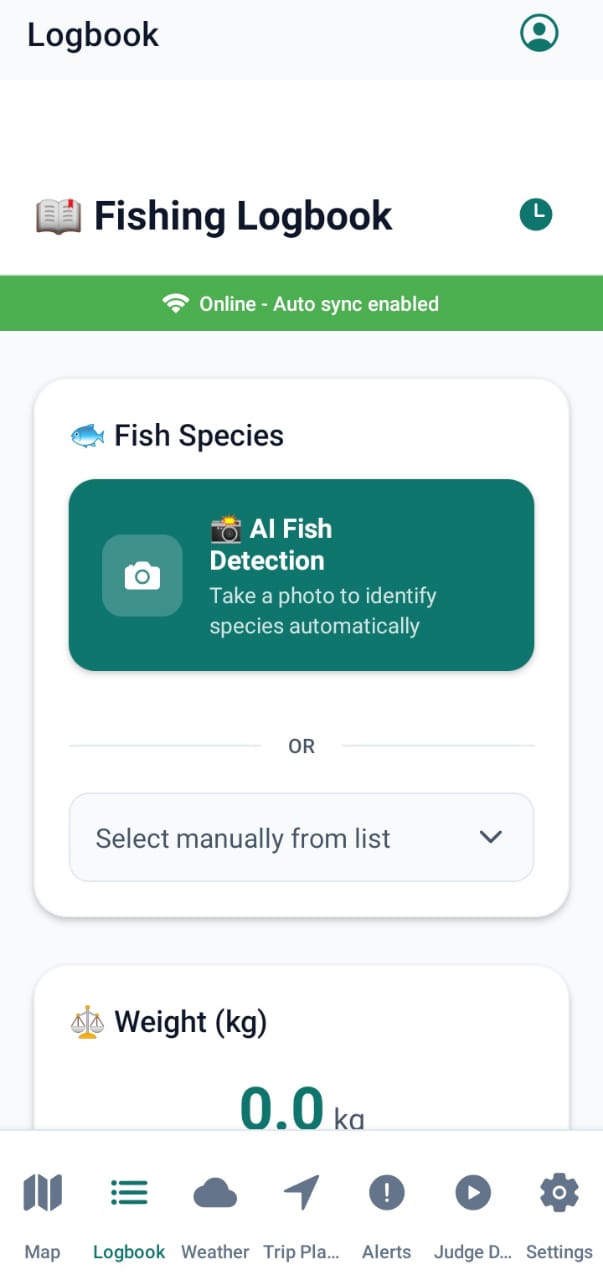 Logbook
Fishing Logbook
Online - Auto sync enabled
Fish Species
AI Fish
Detection
Take a photo to identify
species automatically
OR
Select manually from list
Weight (kg)
0.0 kg
Map
Logbook
Weather
Trip Pla...
Alerts
Judge D...
Settings